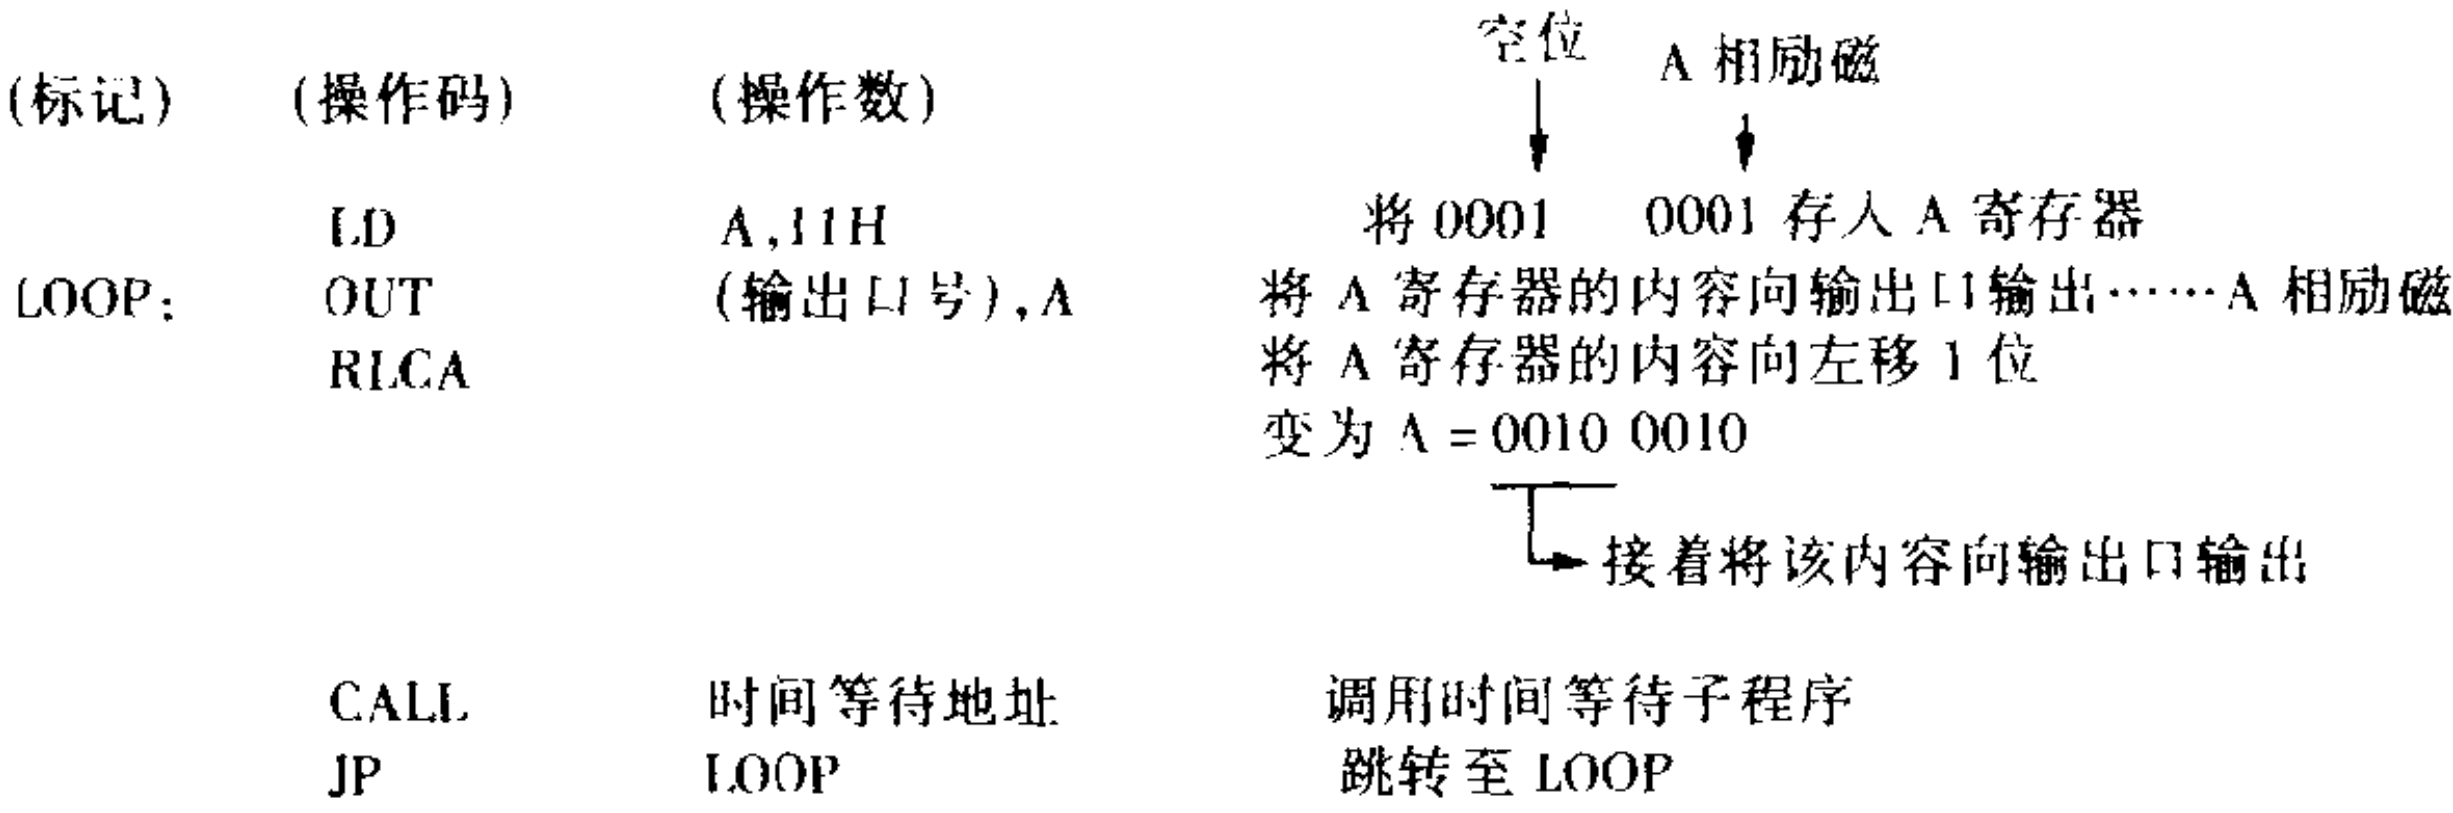 空位 A 相励磁
(标记) (操作码) (操作数)
LD A,11H 将 0001 0001 存入 A 寄存器
LOOP: OUT (输出口号),A 将 A 寄存器的内容向输出口输出……A 相励磁
RLCA 将 A 寄存器的内容向左移 1 位
变为 A = 0010 0010
接着将该内容向输出口输出
CALL 时间等待地址 调用时间等待子程序
JP LOOP 跳转至 LOOP